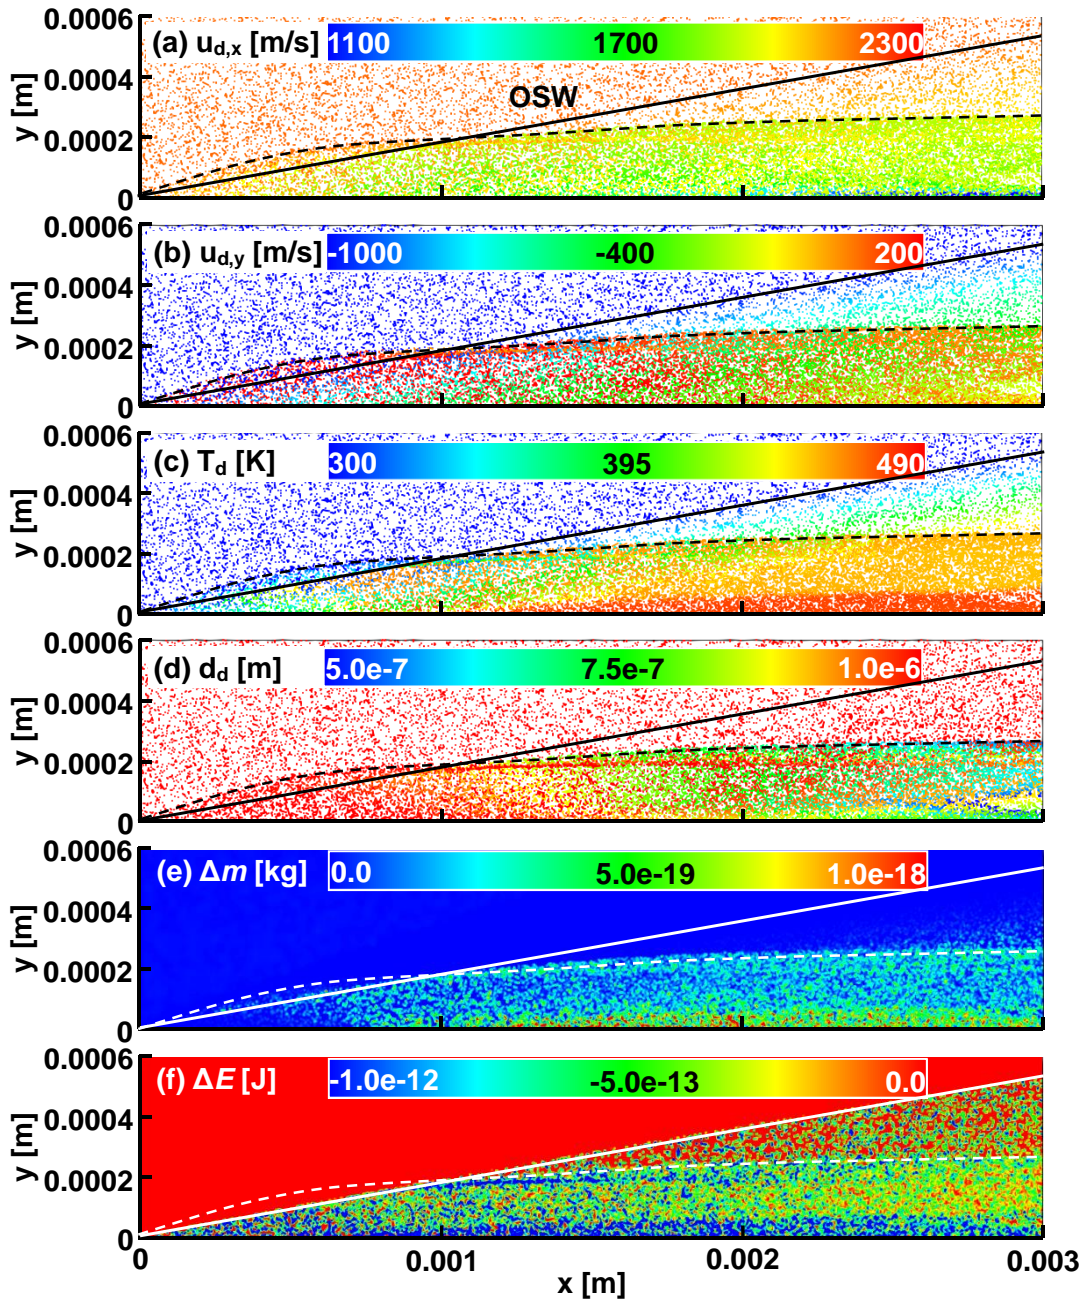 0.0006
(a) u_d,x [m/s]
1100 1700 2300
0.0004
OSW
0.0002
0
y [m]
0.0006
(b) u_d,y [m/s]
-1000 -400 200
0.0004
0.0002
0
y [m]
0.0006
(c) T_d [K]
300 395 490
0.0004
0.0002
0
y [m]
0.0006
(d) d_d [m]
5.0e-7 7.5e-7 1.0e-6
0.0004
0.0002
0
y [m]
0.0006
(e) Δm [kg]
0.0 5.0e-19 1.0e-18
0.0004
0.0002
0
y [m]
0.0006
(f) ΔE [J]
-1.0e-12 -5.0e-13 0.0
0.0004
0.0002
0
y [m]
0 0.001 0.002 0.003
x [m]